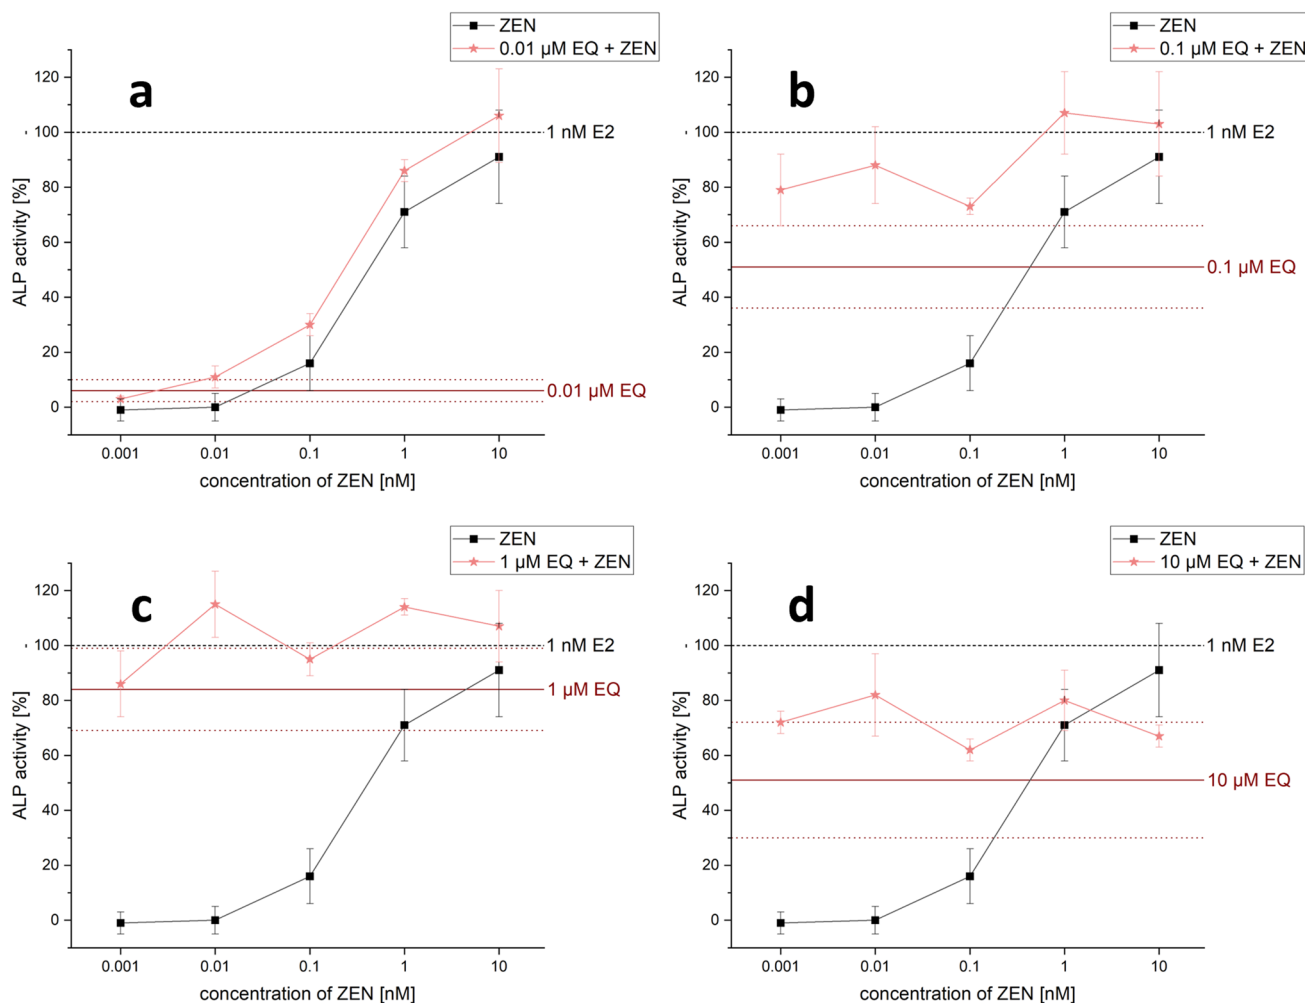 ZEN
0.01 µM EQ + ZEN
a
120
100
80
60
40
20
0
-
ALP activity [%]
1 nM E2
0.01 µM EQ
0.001 0.01 0.1 1 10
concentration of ZEN [nM]
ZEN
0.1 µM EQ + ZEN
b
120
100
80
60
40
20
0
-
ALP activity [%]
1 nM E2
0.1 µM EQ
0.001 0.01 0.1 1 10
concentration of ZEN [nM]
ZEN
1 µM EQ + ZEN
c
120
100
80
60
40
20
0
-
ALP activity [%]
1 nM E2
1 µM EQ
0.001 0.01 0.1 1 10
concentration of ZEN [nM]
ZEN
10 µM EQ + ZEN
d
120
100
80
60
40
20
0
-
ALP activity [%]
1 nM E2
10 µM EQ
0.001 0.01 0.1 1 10
concentration of ZEN [nM]